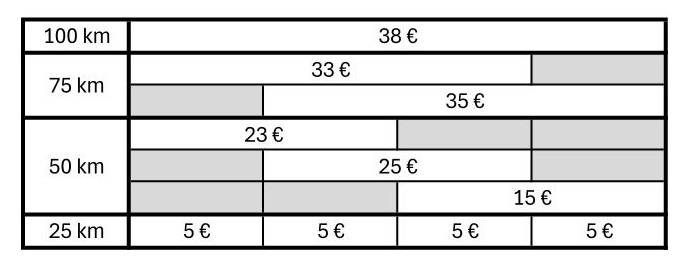 100 km 38 €
75 km 33 €
35 €
50 km 23 €
25 €
15 €
25 km 5 € 5 € 5 € 5 €